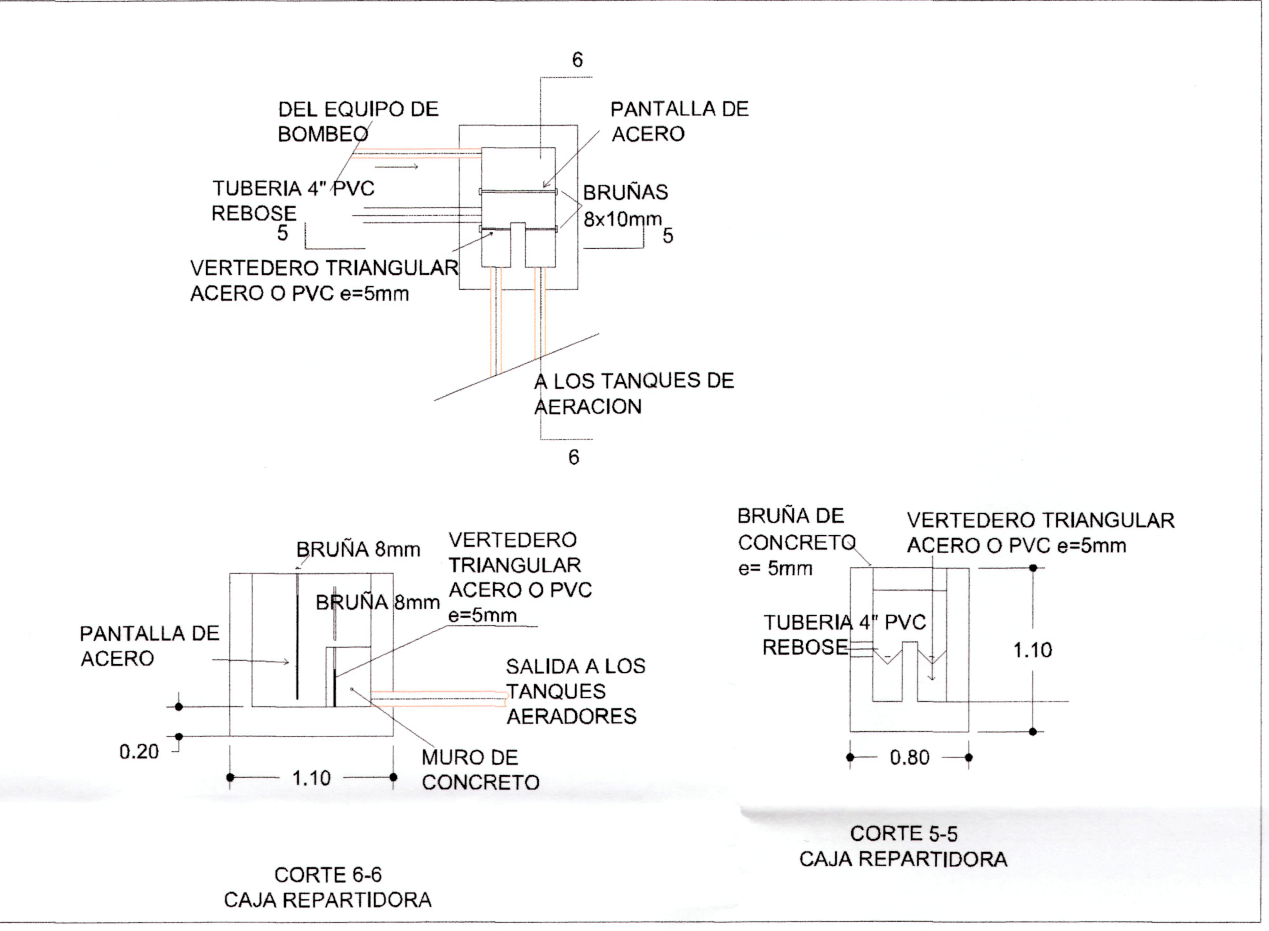 6
DEL EQUIPO DE
BOMBEO
PANTALLA DE
ACERO
TUBERIA 4" PVC
REBOSE
BRUÑAS
8x10mm
5
5
VERTEDERO TRIANGULAR
ACERO O PVC e=5mm
A LOS TANQUES DE
AERACION
6
BRUÑA 8mm
VERTEDERO
TRIANGULAR
ACERO O PVC
e=5mm
BRUÑA 8mm
PANTALLA DE
ACERO
SALIDA A LOS
TANQUES
AERADORES
0.20
1.10
MURO DE
CONCRETO
CORTE 6-6
CAJA REPARTIDORA
BRUÑA DE
CONCRETO
e= 5mm
VERTEDERO TRIANGULAR
ACERO O PVC e=5mm
TUBERIA 4" PVC
REBOSE
1.10
0.80
CORTE 5-5
CAJA REPARTIDORA